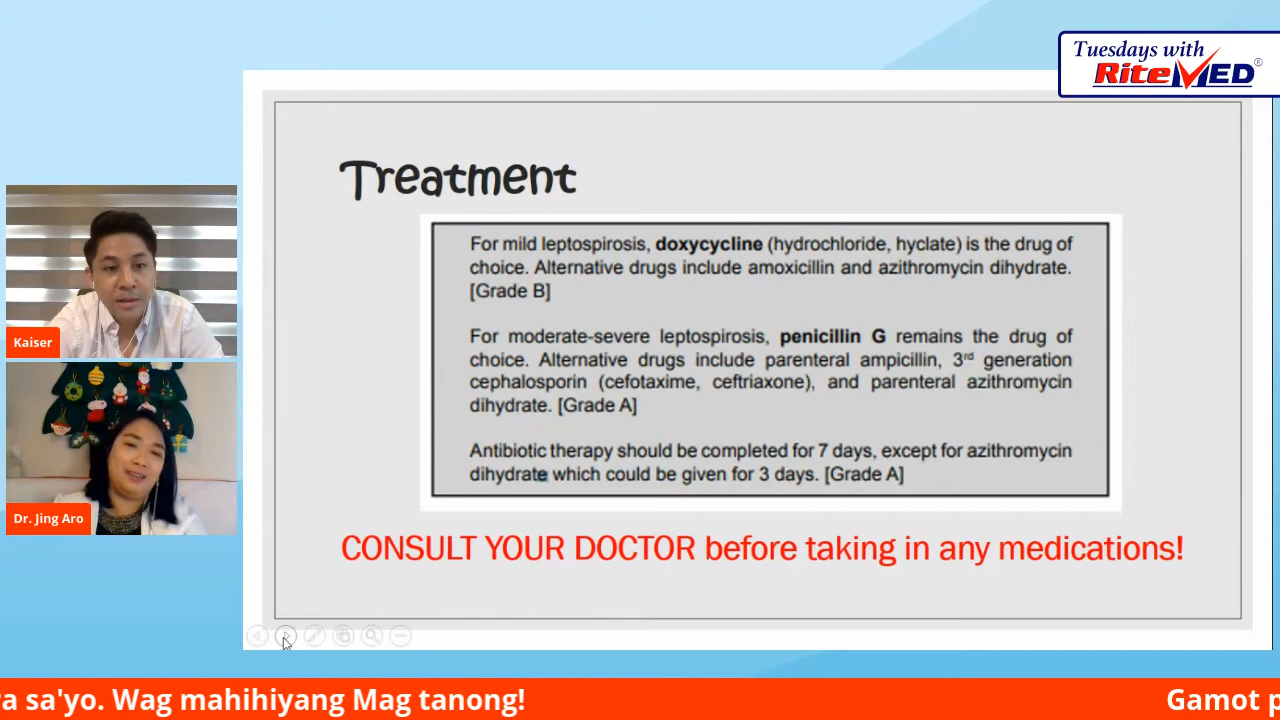 Tuesdays with
RiteMED®
Treatment
For mild leptospirosis, doxycycline (hydrochloride, hyclate) is the drug of
choice. Alternative drugs include amoxicillin and azithromycin dihydrate.
[Grade B]
For moderate-severe leptospirosis, penicillin G remains the drug of
choice. Alternative drugs include parenteral ampicillin, 3rd generation
cephalosporin (cefotaxime, ceftriaxone), and parenteral azithromycin
dihydrate. [Grade A]
Antibiotic therapy should be completed for 7 days, except for azithromycin
dihydrate which could be given for 3 days. [Grade A]
CONSULT YOUR DOCTOR before taking in any medications!
Kaiser
Dr. Jing Aro
sa'yo. Wag mahihiyang Mag tanong!
Gamot